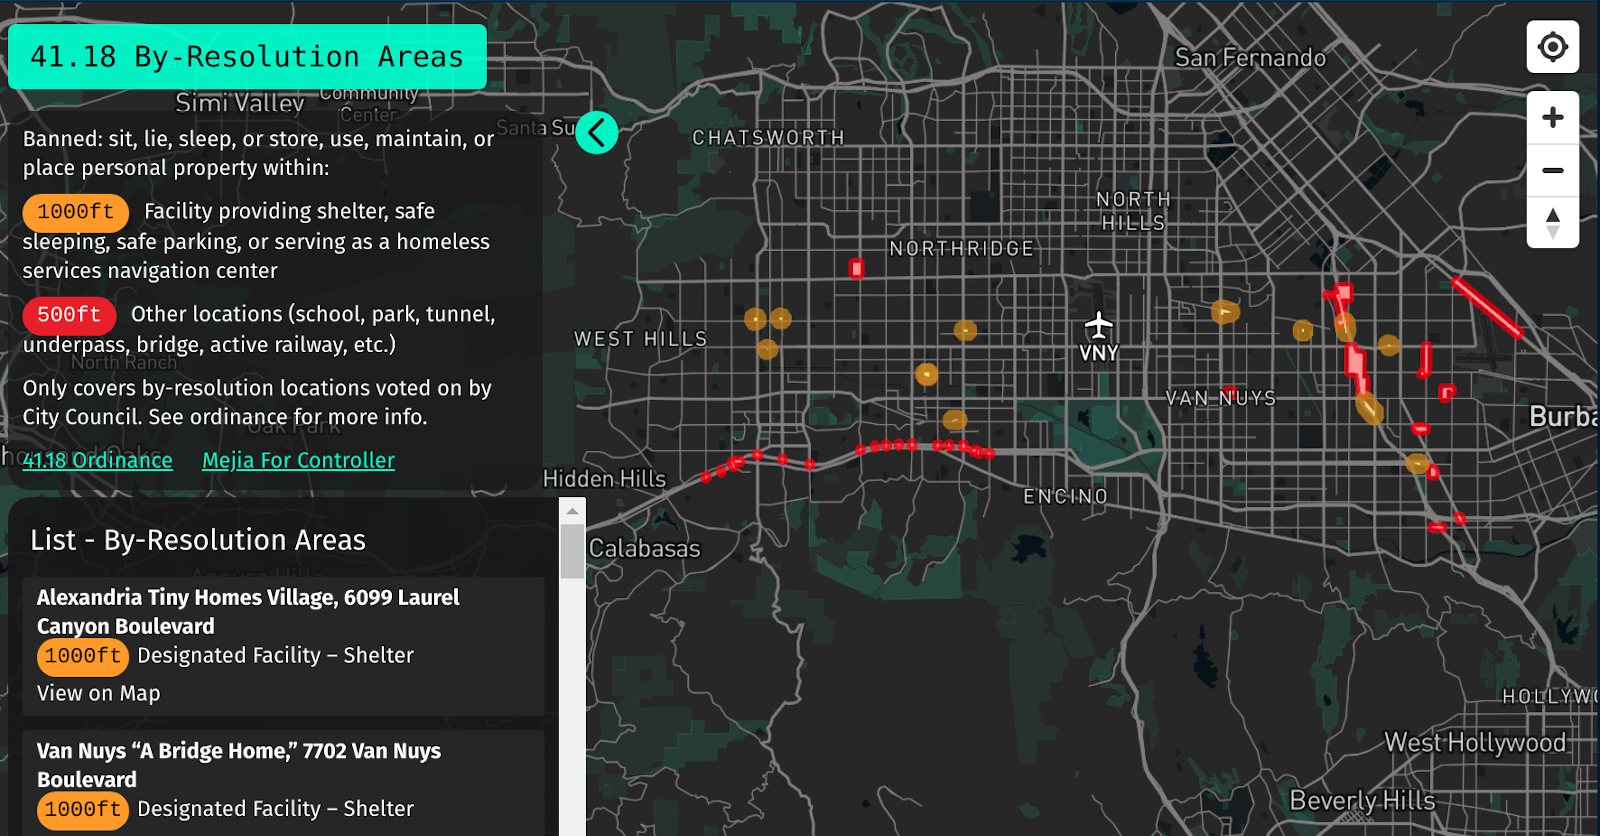 41.18 By-Resolution Areas
Simi Valley
Community
Center
Santa Su
Banned: sit, lie, sleep, or store, use, maintain, or
place personal property within:
1000ft Facility providing shelter, safe
sleeping, safe parking, or serving as a homeless
services navigation center
500ft Other locations (school, park, tunnel,
underpass, bridge, active railway, etc.)
North Ranch
Only covers by-resolution locations voted on by
City Council. See ordinance for more info.
Oak Park
41.18 Ordinance Mejia For Controller
List - By-Resolution Areas
Agoura Hills
Alexandria Tiny Homes Village, 6099 Laurel
Canyon Boulevard
1000ft Designated Facility – Shelter
View on Map
Van Nuys “A Bridge Home,” 7702 Van Nuys
Boulevard
1000ft Designated Facility – Shelter
San Fernando
CHATSWORTH
NORTH
HILLS
NORTHRIDGE
WEST HILLS
VNY
VAN NUYS
Burba
Hidden Hills
ENCINO
Calabasas
HOLLYWO
West Hollywood
Beverly Hills